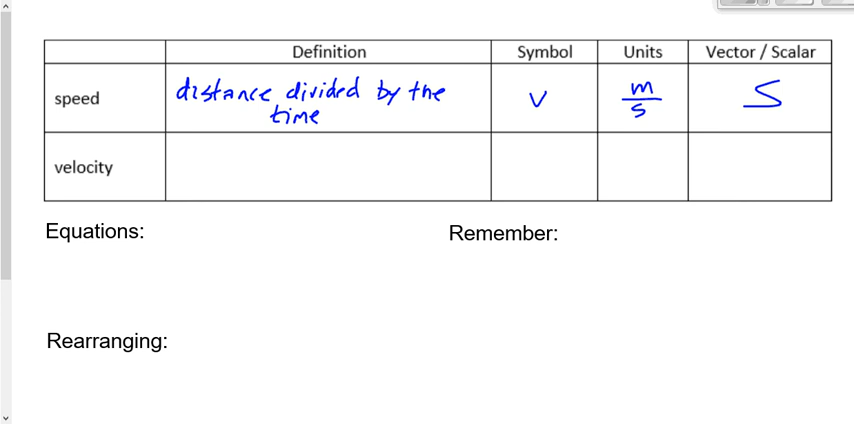 Definition Symbol Units Vector / Scalar
speed distance divided by the time v m/s S
velocity
Equations: Remember:
Rearranging: